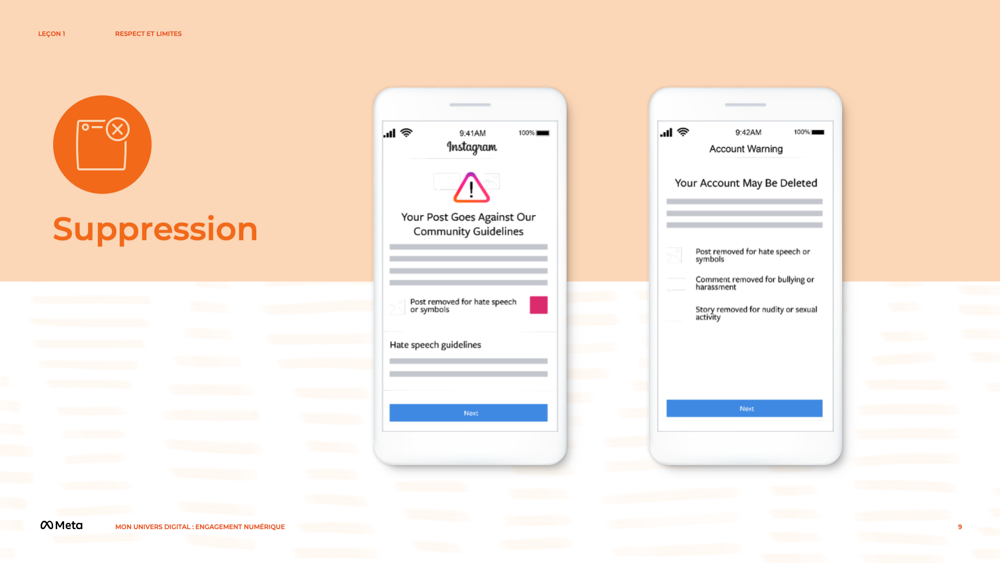 LEÇON 1
RESPECT ET LIMITES
Suppression
9:41AM
100%
Instagram
!
Your Post Goes Against Our
Community Guidelines
Post removed for hate speech
or symbols
Hate speech guidelines
Next
9:42AM
100%
Account Warning
Your Account May Be Deleted
Post removed for hate speech or
symbols
Comment removed for bullying or
harassment
Story removed for nudity or sexual
activity
Next
Meta
MON UNIVERS DIGITAL : ENGAGEMENT NUMÉRIQUE
9